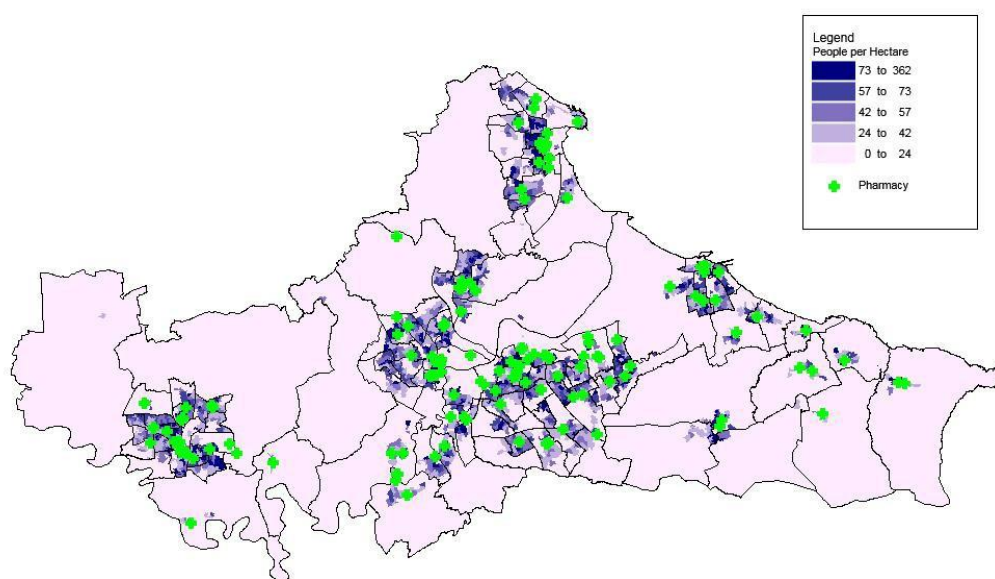 Legend
People per Hectare
73 to 362
57 to 73
42 to 57
24 to 42
0 to 24
Pharmacy